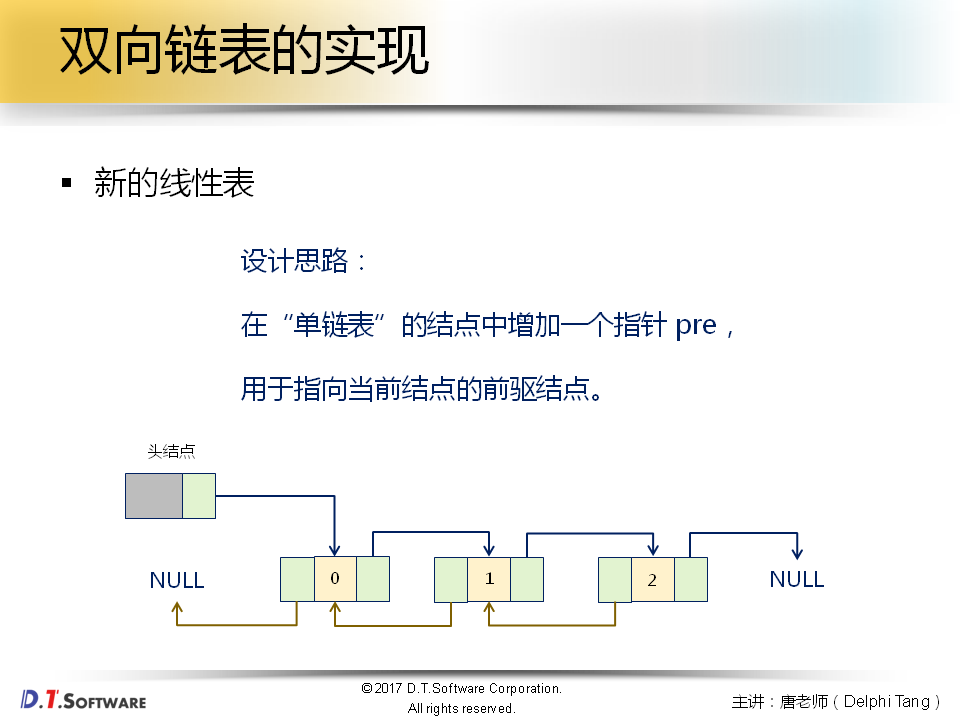 双向链表的实现
▪ 新的线性表
设计思路：
在“单链表”的结点中增加一个指针 pre，
用于指向当前结点的前驱结点。
头结点
NULL
0
1
2
NULL
D.T.SOFTWARE
©2017 D.T.Software Corporation.
All rights reserved.
主讲：唐老师（Delphi Tang）